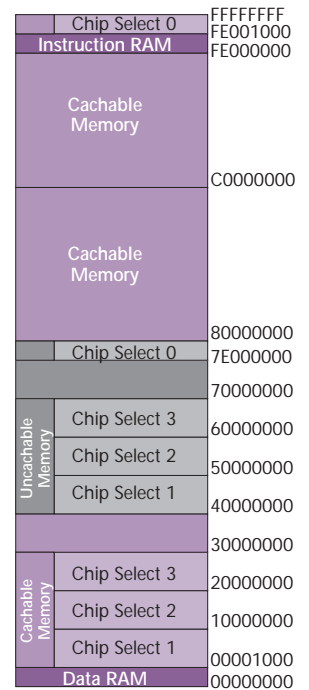 FFFFFFFF
Chip Select 0
FE001000
Instruction RAM
FE000000
Cachable
Memory
C0000000
Cachable
Memory
80000000
Chip Select 0
7E000000
70000000
Uncachable
Memory
Chip Select 3
60000000
Chip Select 2
50000000
Chip Select 1
40000000
30000000
Cachable
Memory
Chip Select 3
20000000
Chip Select 2
10000000
Chip Select 1
00001000
Data RAM
00000000